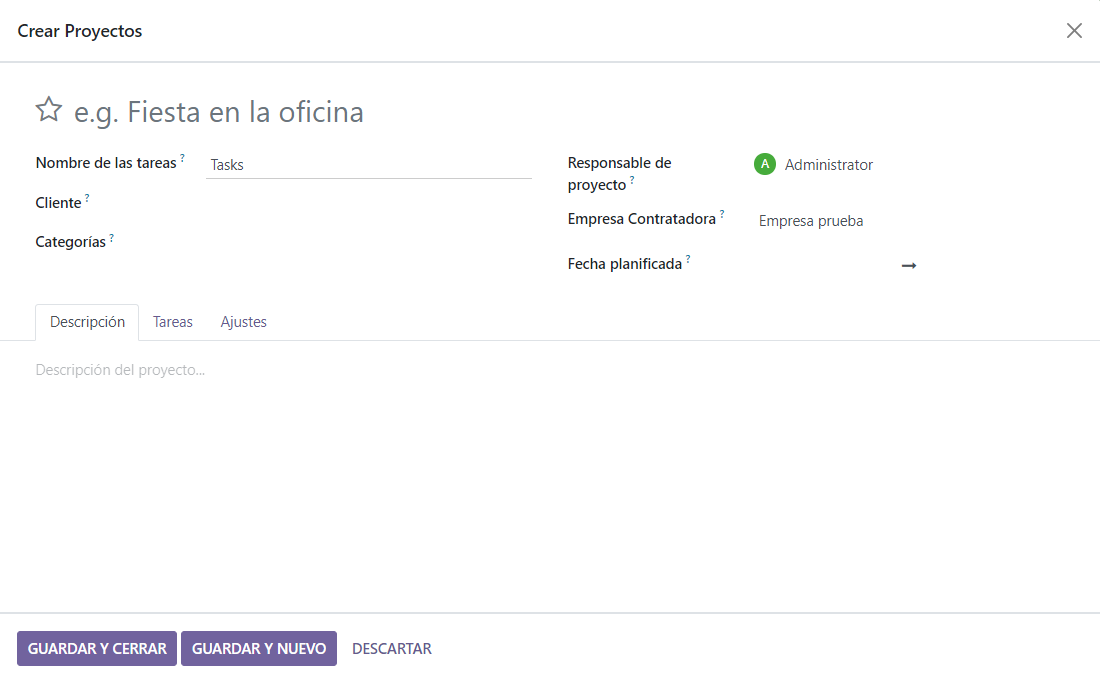 Crear Proyectos
e.g. Fiesta en la oficina
Nombre de las tareas ? Tasks
Cliente ?
Categorías ?
Responsable de
proyecto ? A Administrator
Empresa Contratadora ? Empresa prueba
Fecha planificada ? →
Descripción Tareas Ajustes
Descripción del proyecto...
GUARDAR Y CERRAR GUARDAR Y NUEVO DESCARTAR